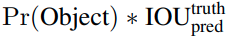 Pr(Object) ∗ IOU^{truth}_{pred}